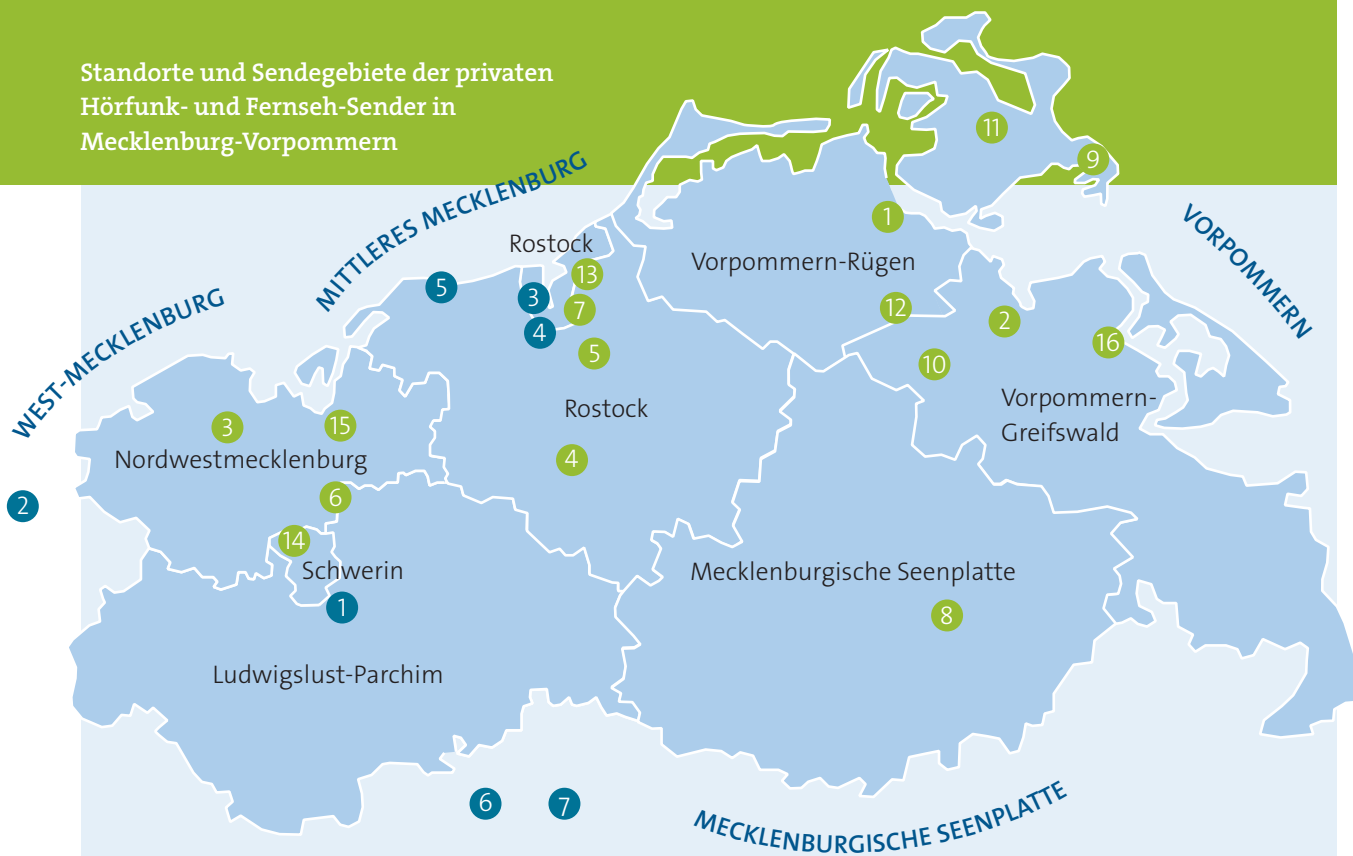 Standorte und Sendegebiete der privaten
Hörfunk- und Fernseh-Sender in
Mecklenburg-Vorpommern
11
9
MITTLERES MECKLENBURG
VORPOMMERN
1
Rostock
Vorpommern-Rügen
13
5
3
7
12
4
2
16
WEST-MECKLENBURG
5
10
Rostock
Vorpommern-
Greifswald
3
15
Nordwestmecklenburg
4
6
2
14
Schwerin
Mecklenburgische Seenplatte
1
8
Ludwigslust-Parchim
6
7
MECKLENBURGISCHE SEENPLATTE